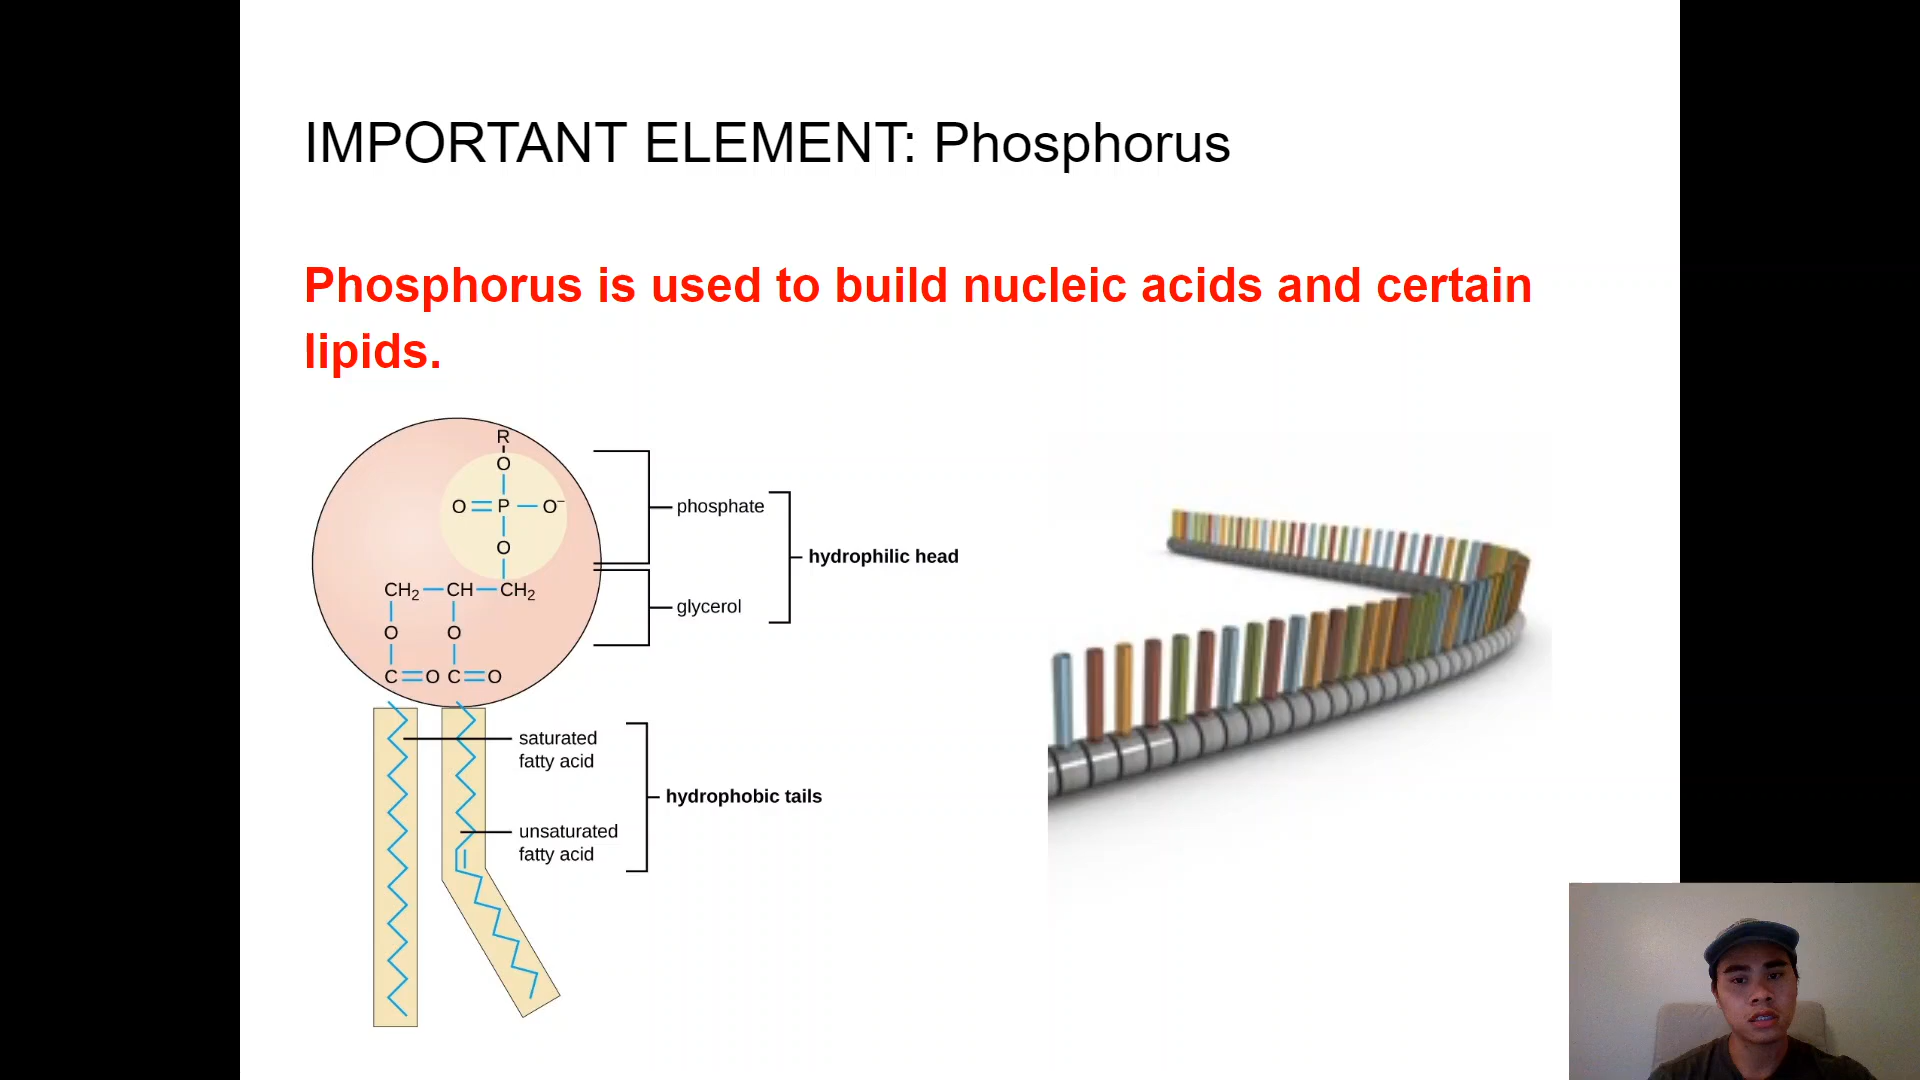 IMPORTANT ELEMENT: Phosphorus
Phosphorus is used to build nucleic acids and certain
lipids.
R
O
O P O⁻
O
CH₂ CH CH₂
O O
C O C O
phosphate
glycerol
hydrophilic head
saturated
fatty acid
unsaturated
fatty acid
hydrophobic tails